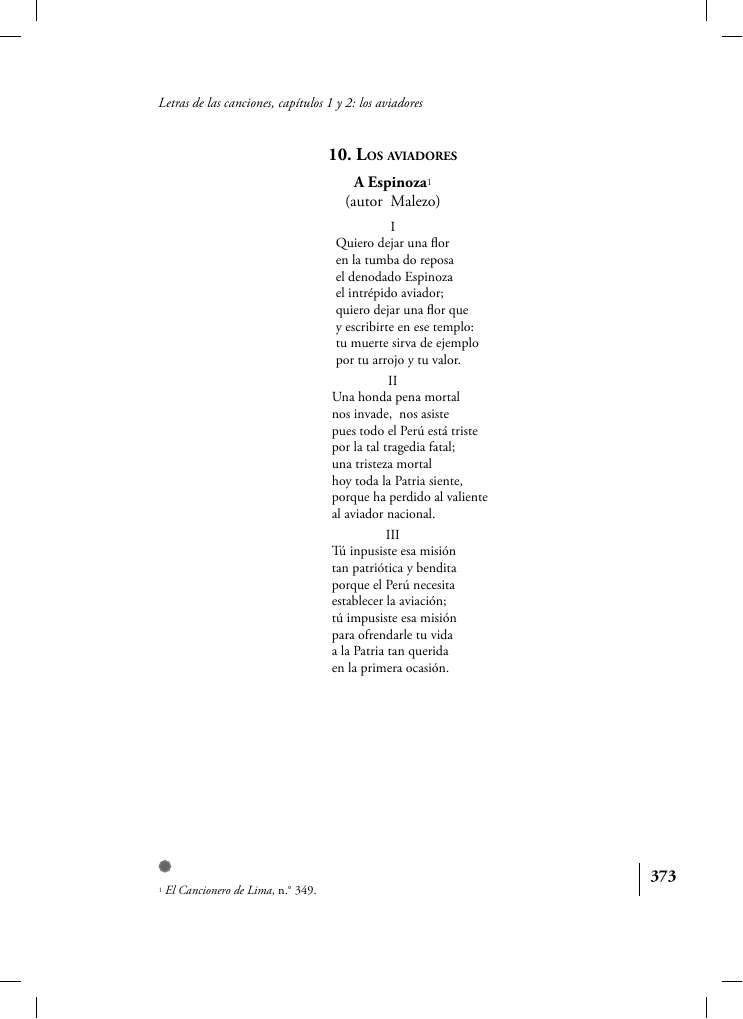 Letras de las canciones, capítulos 1 y 2: los aviadores
10. Los aviadores
A Espinoza1
(autor Malezo)
I
Quiero dejar una flor
en la tumba do reposa
el denodado Espinoza
el intrépido aviador;
quiero dejar una flor que
y escribirte en ese templo:
tu muerte sirva de ejemplo
por tu arrojo y tu valor.
II
Una honda pena mortal
nos invade, nos asiste
pues todo el Perú está triste
por la tal tragedia fatal;
una tristeza mortal
hoy toda la Patria siente,
porque ha perdido al valiente
al aviador nacional.
III
Tú inpusiste esa misión
tan patriótica y bendita
porque el Perú necesita
establecer la aviación;
tú impusiste esa misión
para ofrendarle tu vida
a la Patria tan querida
en la primera ocasión.
1 El Cancionero de Lima, n.° 349.
373